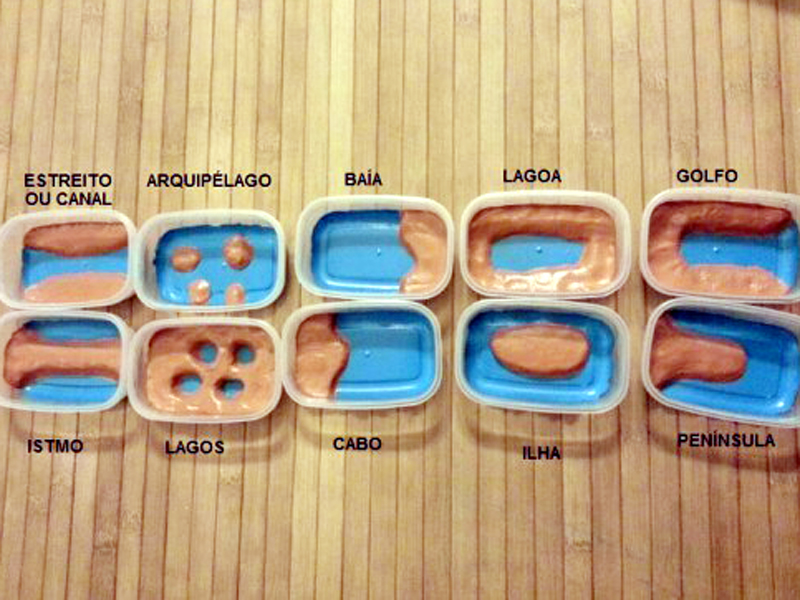 ESTREITO
OU CANAL
ARQUIPÉLAGO
BAÍA
LAGOA
GOLFO
ISTMO
LAGOS
CABO
ILHA
PENÍNSULA